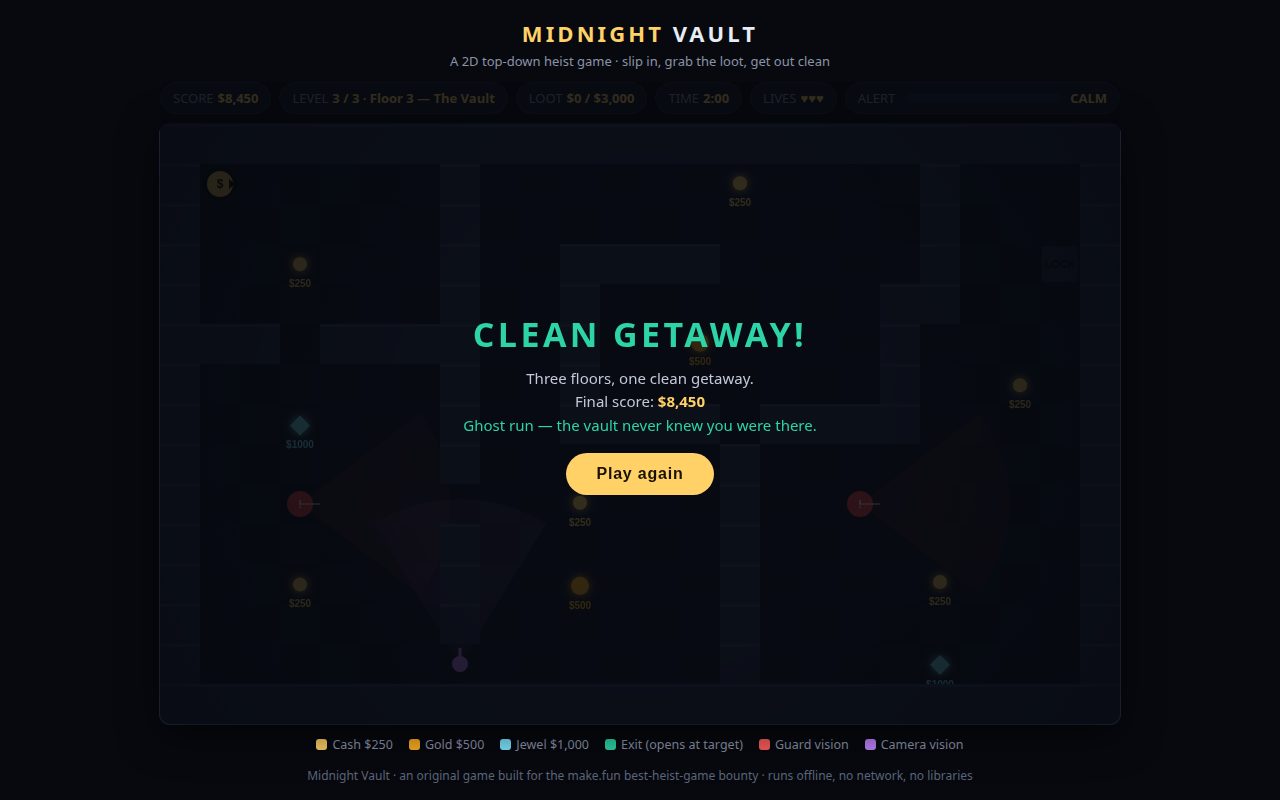 MIDNIGHT VAULT
A 2D top-down heist game · slip in, grab the loot, get out clean
SCORE $8,450 LEVEL 3 / 3 · Floor 3 — The Vault LOOT $0 / $3,000 TIME 2:00 LIVES ♥♥♥ ALERT CALM
$
$250
$250
LOCK
CLEAN GETAWAY!
$500
Three floors, one clean getaway.
Final score: $8,450
$250
Ghost run — the vault never knew you were there.
$1000
Play again
$250
$250
$500
$250
$1000
Cash $250 Gold $500 Jewel $1,000 Exit (opens at target) Guard vision Camera vision
Midnight Vault · an original game built for the make.fun best-heist-game bounty · runs offline, no network, no libraries